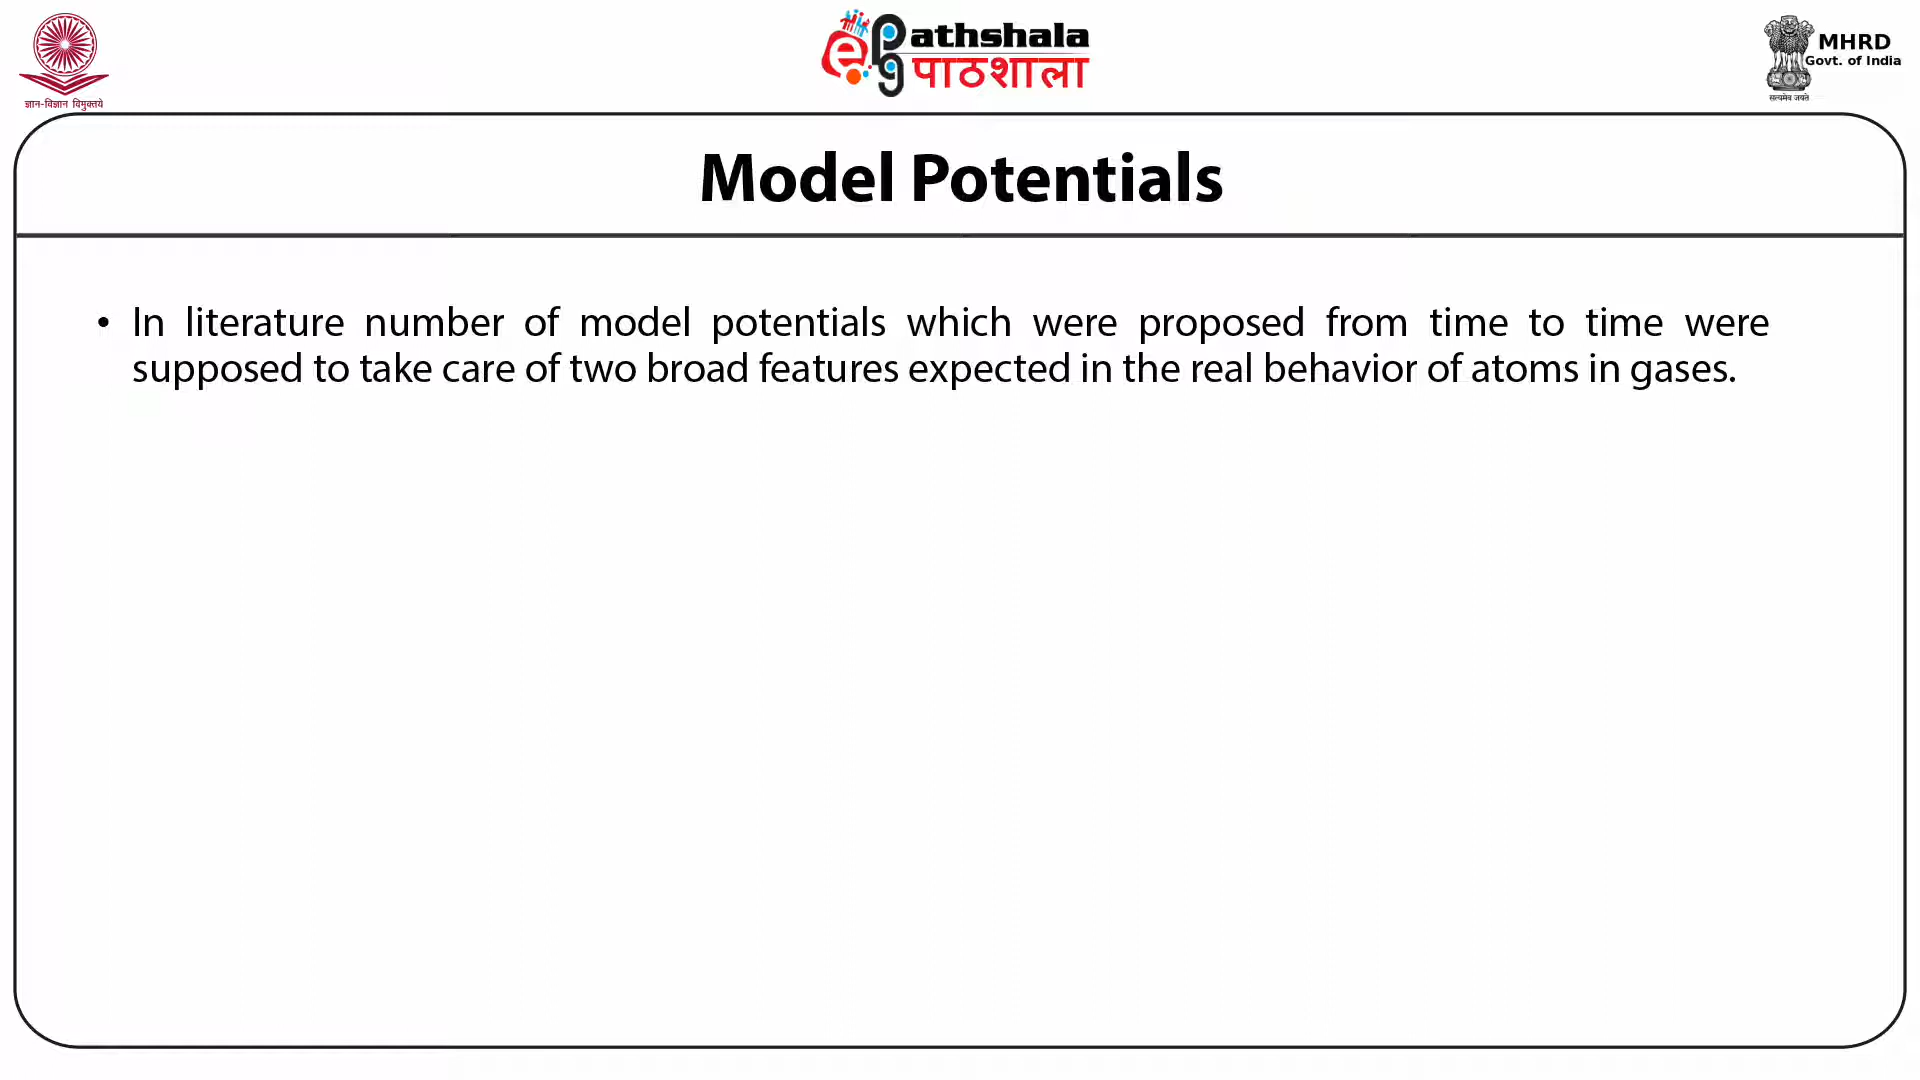 ज्ञान-विज्ञान विमुक्तये
ePG athshala
पाठशाला
MHRD
Govt. of India
सत्यमेव जयते
Model Potentials
• In literature number of model potentials which were proposed from time to time were
supposed to take care of two broad features expected in the real behavior of atoms in gases.